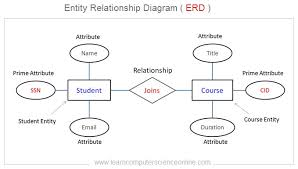 Entity Relationship Diagram ( ERD )
Attribute
Attribute
Name
Title
Prime Attribute
Relationship
Prime Attribute
SSN
Student
Joins
Course
CID
Student Entity
Course Entity
Email
Duration
Attribute
Attribute
www.learncomputerscienceonline.com